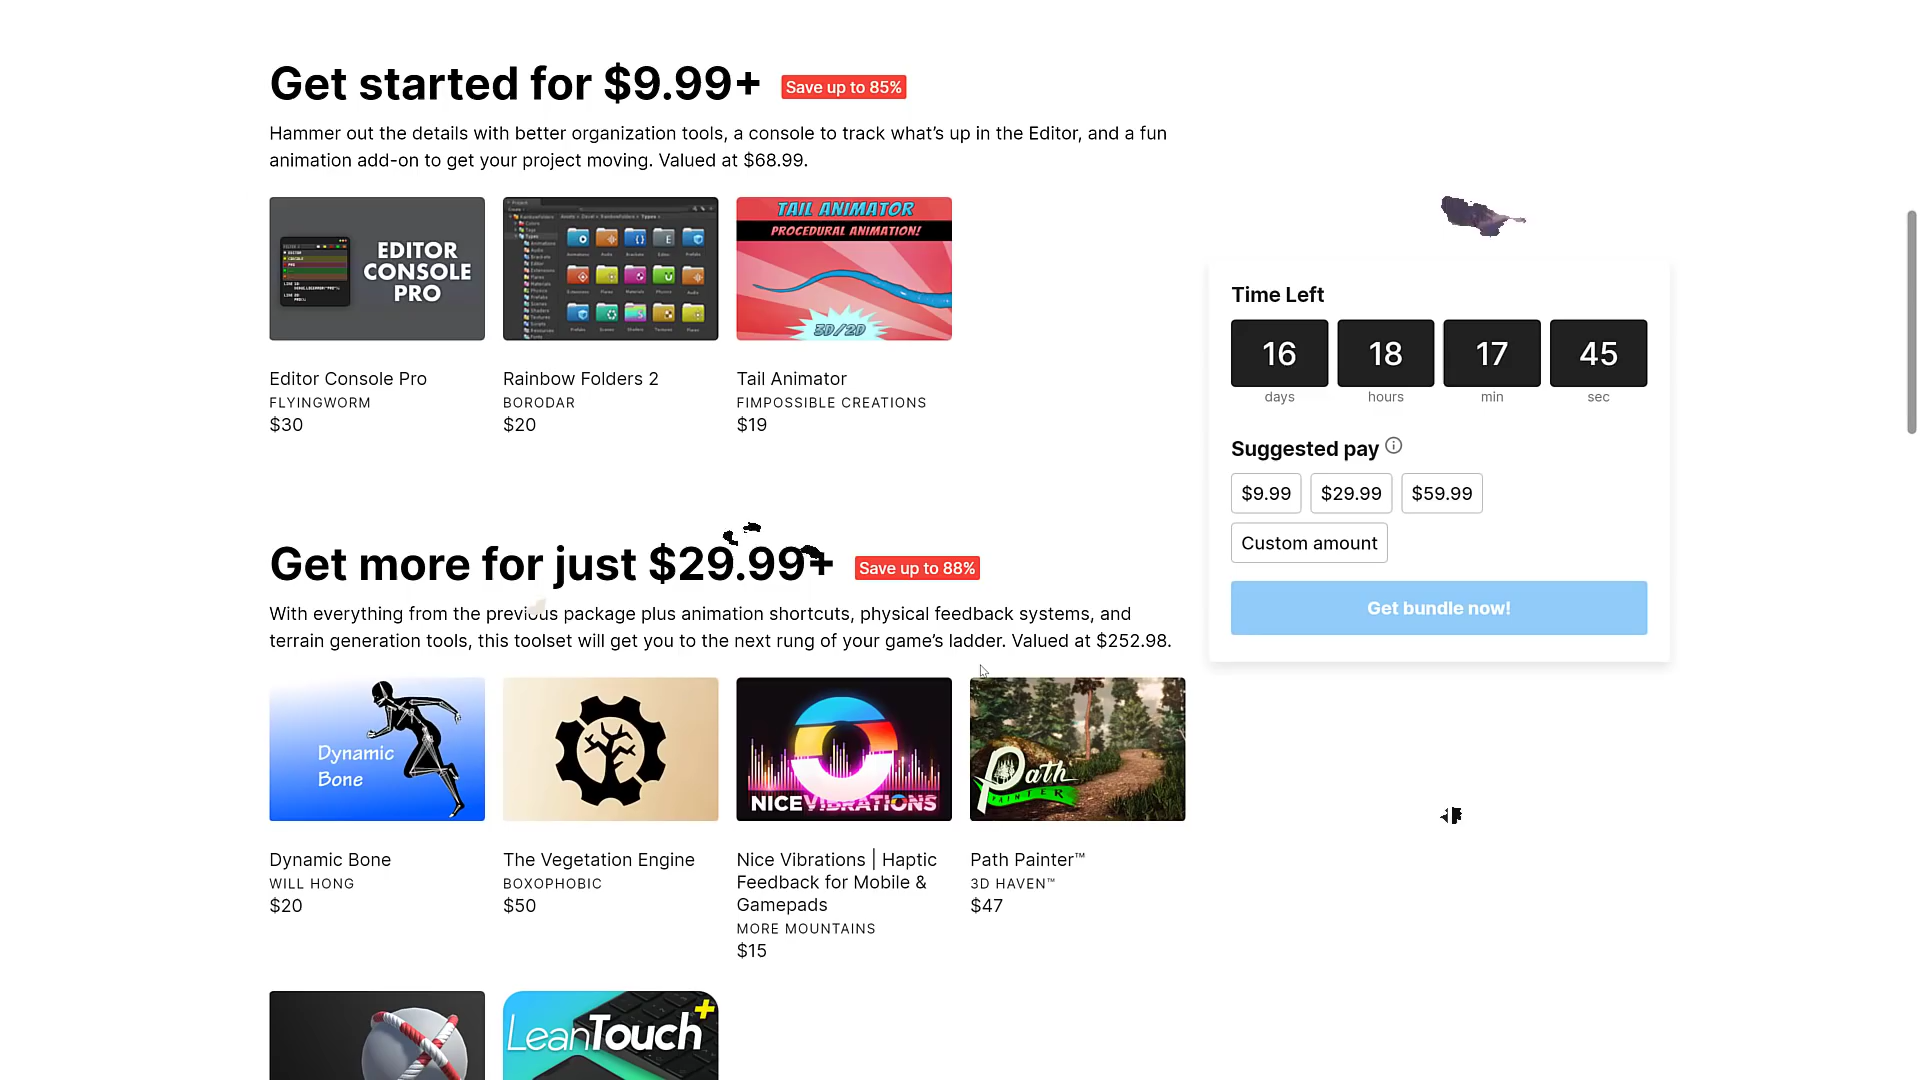 Get started for $9.99+
Save up to 85%
Hammer out the details with better organization tools, a console to track what’s up in the Editor, and a fun
animation add-on to get your project moving. Valued at $68.99.
EDITOR
CONSOLE
PRO
TAIL ANIMATOR
PROCEDURAL ANIMATION!
3D/2D
Editor Console Pro
FLYINGWORM
$30
Rainbow Folders 2
BORODAR
$20
Tail Animator
FIMPOSSIBLE CREATIONS
$19
Time Left
16
18
17
45
days
hours
min
sec
Suggested pay
$9.99
$29.99
$59.99
Custom amount
Get bundle now!
Get more for just $29.99+
Save up to 88%
With everything from the previous package plus animation shortcuts, physical feedback systems, and
terrain generation tools, this toolset will get you to the next rung of your game’s ladder. Valued at $252.98.
Dynamic
Bone
NICEVIBRATIONS
Path
PAINTER
Dynamic Bone
WILL HONG
$20
The Vegetation Engine
BOXOPHOBIC
$50
Nice Vibrations | Haptic
Feedback for Mobile &
Gamepads
MORE MOUNTAINS
$15
Path Painter™
3D HAVEN™
$47
LeanTouch+